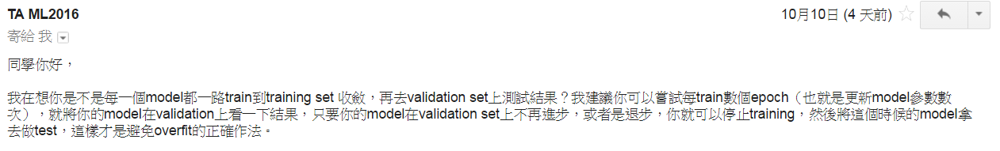 TA ML2016
10月10日 (4 天前)
寄給 我
同學你好，
我在想你是不是每一個model都一路train到training set 收斂，再去validation set上測試結果？我建議你可以嘗試每train數個epoch（也就是更新model參數數
次），就將你的model在validation上看一下結果，只要你的model在validation set上不再進步，或者是退步，你就可以停止training，然後將這個時候的model拿
去做test，這樣才是避免overfit的正確作法。